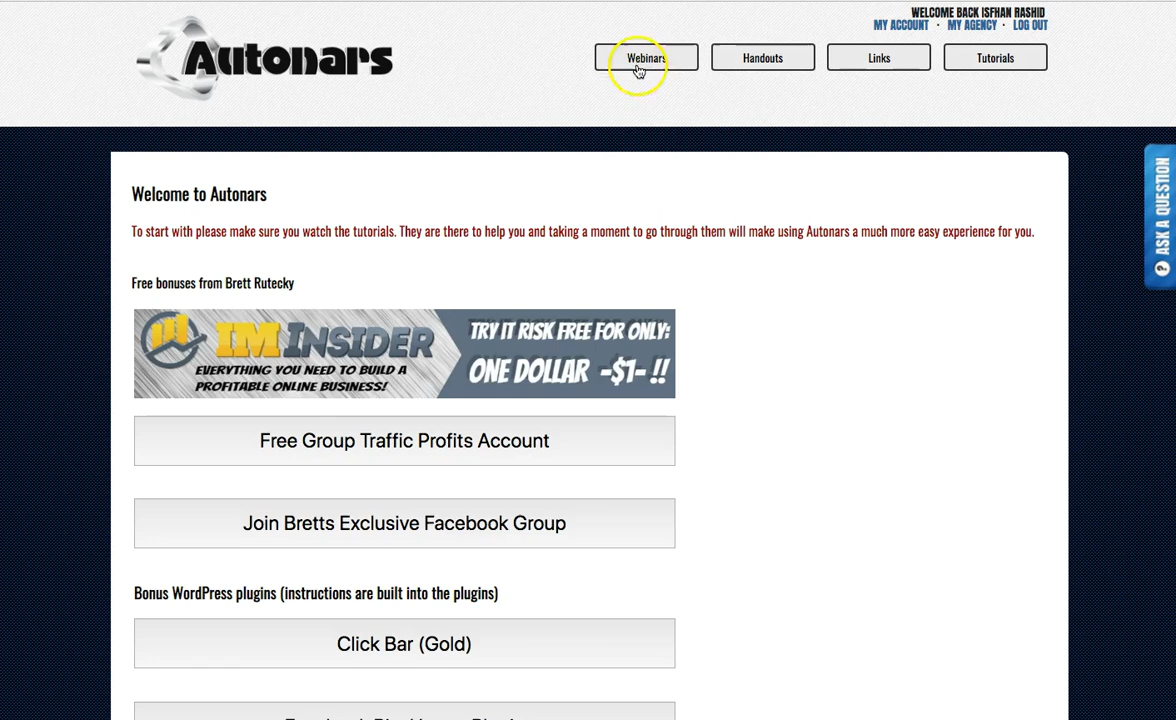 WELCOME BACK ISFHAN RASHID
MY ACCOUNT · MY AGENCY · LOG OUT
Autonars
Webinars Handouts Links Tutorials
ASK A QUESTION
Welcome to Autonars
To start with please make sure you watch the tutorials. They are there to help you and taking a moment to go through them will make using Autonars a much more easy experience for you.
Free bonuses from Brett Rutecky
IMINSIDER
EVERYTHING YOU NEED TO BUILD A
PROFITABLE ONLINE BUSINESS!
TRY IT RISK FREE FOR ONLY:
ONE DOLLAR -$1- !!
Free Group Traffic Profits Account
Join Bretts Exclusive Facebook Group
Bonus WordPress plugins (instructions are built into the plugins)
Click Bar (Gold)